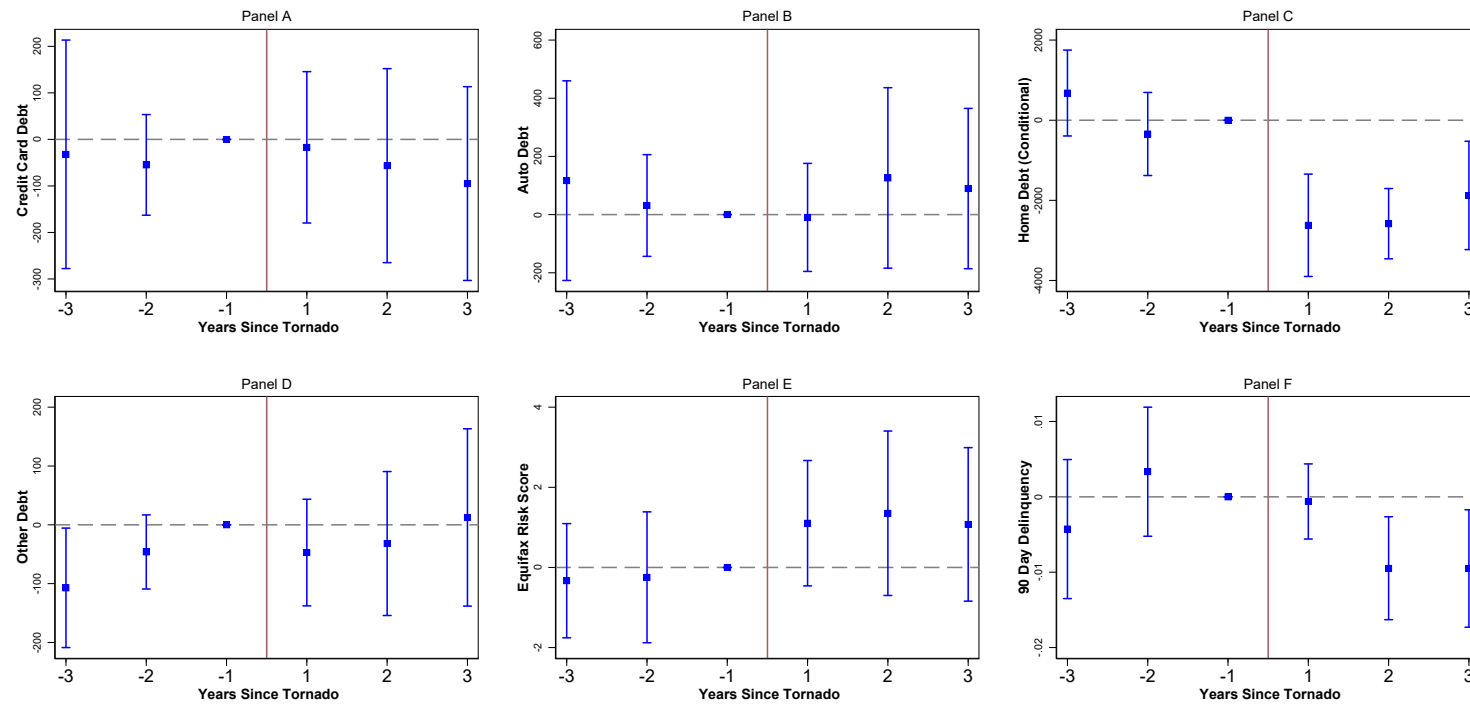 Panel A
Credit Card Debt
200
100
0
-100
-200
-300
-3 -2 -1 1 2 3
Years Since Tornado
Panel B
Auto Debt
600
400
200
0
-200
-3 -2 -1 1 2 3
Years Since Tornado
Panel C
Home Debt (Conditional)
2000
0
-2000
-4000
-3 -2 -1 1 2 3
Years Since Tornado
Panel D
Other Debt
200
100
0
-100
-200
-3 -2 -1 1 2 3
Years Since Tornado
Panel E
Equifax Risk Score
4
2
0
-2
-3 -2 -1 1 2 3
Years Since Tornado
Panel F
90 Day Delinquency
.01
0
-.01
-.02
-3 -2 -1 1 2 3
Years Since Tornado